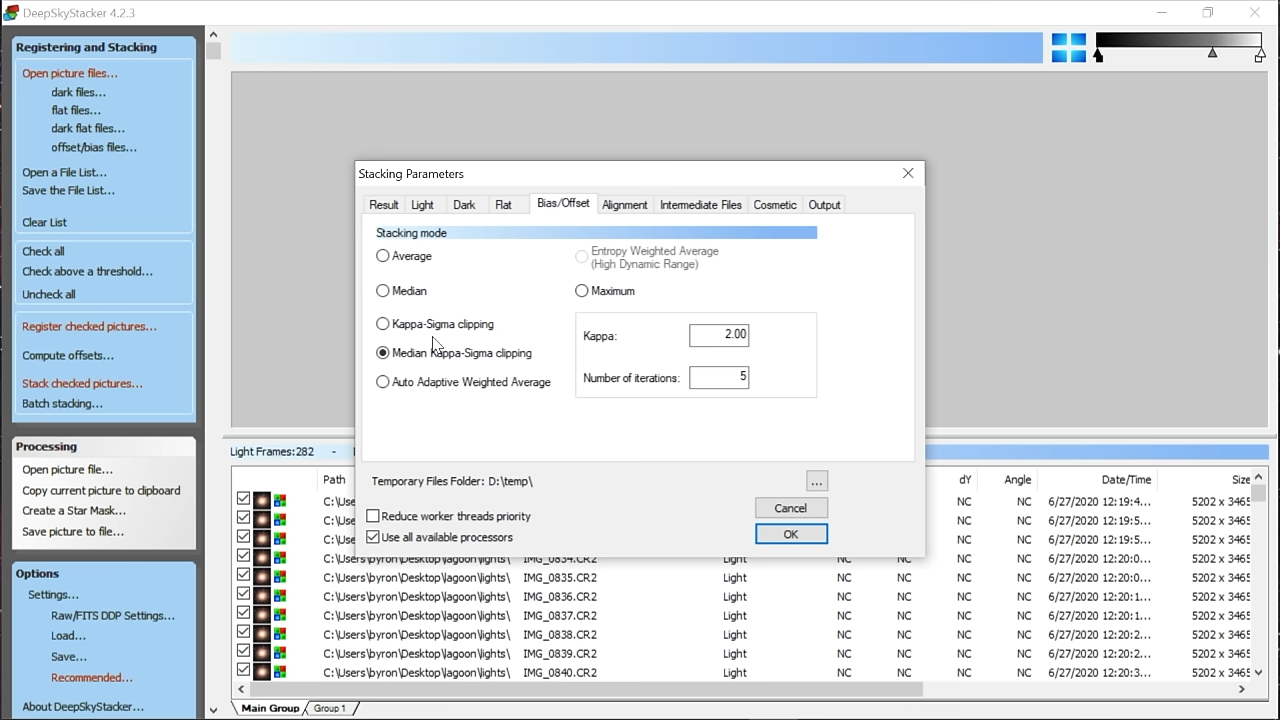 DeepSkyStacker 4.2.3
Registering and Stacking
Open picture files...
dark files...
flat files...
dark flat files...
offset/bias files...
Open a File List...
Save the File List...
Clear List
Check all
Check above a threshold...
Uncheck all
Register checked pictures...
Compute offsets...
Stack checked pictures...
Batch stacking...
Processing
Open picture file...
Copy current picture to clipboard
Create a Star Mask...
Save picture to file...
Options
Settings...
Raw/FITS DDP Settings...
Load...
Save...
Recommended...
About DeepSkyStacker...
Stacking Parameters
Result Light Dark Flat Bias/Offset Alignment Intermediate Files Cosmetic Output
Stacking mode
Average
Entropy Weighted Average
(High Dynamic Range)
Median
Maximum
Kappa-Sigma clipping
Median Kappa-Sigma clipping
Auto Adaptive Weighted Average
Kappa: 2.00
Number of iterations: 5
Temporary Files Folder: D:\temp\
...
Reduce worker threads priority
Use all available processors
Cancel
OK
Light Frames:282 -
Path dY Angle Date/Time Size
C:\Use NC NC 6/27/2020 12:19:4... 5202 x 3465
C:\Use NC NC 6/27/2020 12:19:5... 5202 x 3465
C:\Use NC NC 6/27/2020 12:19:5... 5202 x 3465
C:\Users\byron\Desktop\lagoon\lights\ IMG_0834.CR2 Light NC NC NC 6/27/2020 12:20:0... 5202 x 3465
C:\Users\byron\Desktop\lagoon\lights\ IMG_0835.CR2 Light NC NC NC 6/27/2020 12:20:0... 5202 x 3465
C:\Users\byron\Desktop\lagoon\lights\ IMG_0836.CR2 Light NC NC NC 6/27/2020 12:20:1... 5202 x 3465
C:\Users\byron\Desktop\lagoon\lights\ IMG_0837.CR2 Light NC NC NC 6/27/2020 12:20:1... 5202 x 3465
C:\Users\byron\Desktop\lagoon\lights\ IMG_0838.CR2 Light NC NC NC 6/27/2020 12:20:2... 5202 x 3465
C:\Users\byron\Desktop\lagoon\lights\ IMG_0839.CR2 Light NC NC NC 6/27/2020 12:20:2... 5202 x 3465
C:\Users\byron\Desktop\lagoon\lights\ IMG_0840.CR2 Light NC NC NC 6/27/2020 12:20:3... 5202 x 3465
Main Group Group 1